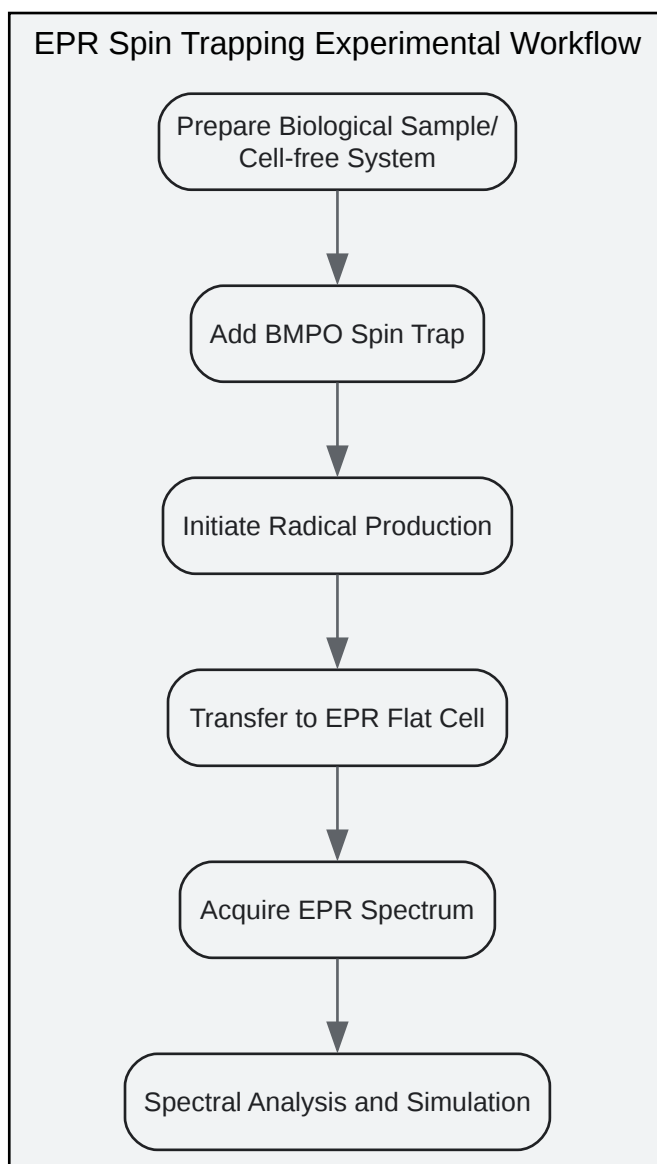 EPR Spin Trapping Experimental Workflow
Prepare Biological Sample/
Cell-free System
Add BMPO Spin Trap
Initiate Radical Production
Transfer to EPR Flat Cell
Acquire EPR Spectrum
Spectral Analysis and Simulation